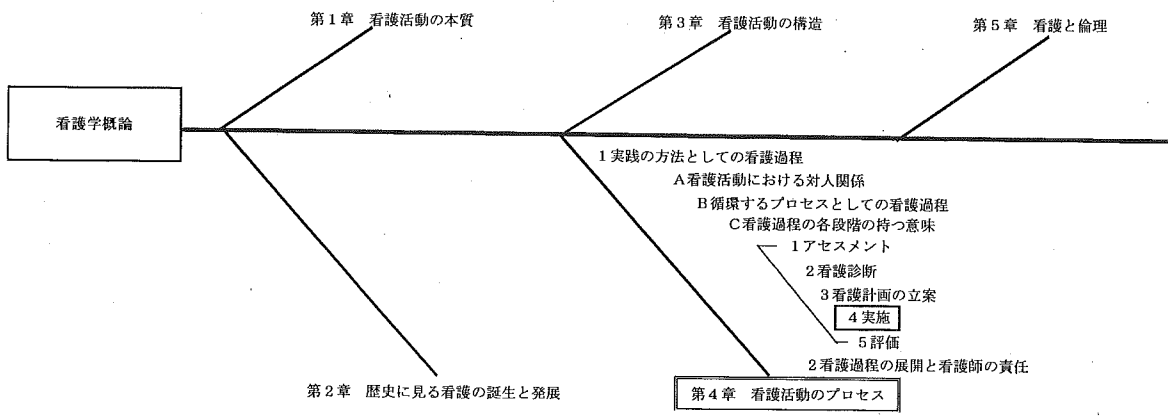 第1章 看護活動の本質
第3章 看護活動の構造
第5章 看護と倫理
看護学概論
1実践の方法としての看護過程
A看護活動における対人関係
B循環するプロセスとしての看護過程
C看護過程の各段階の持つ意味
1アセスメント
2看護診断
3看護計画の立案
4実施
5評価
2看護過程の展開と看護師の責任
第2章 歴史に見る看護の誕生と発展
第4章 看護活動のプロセス